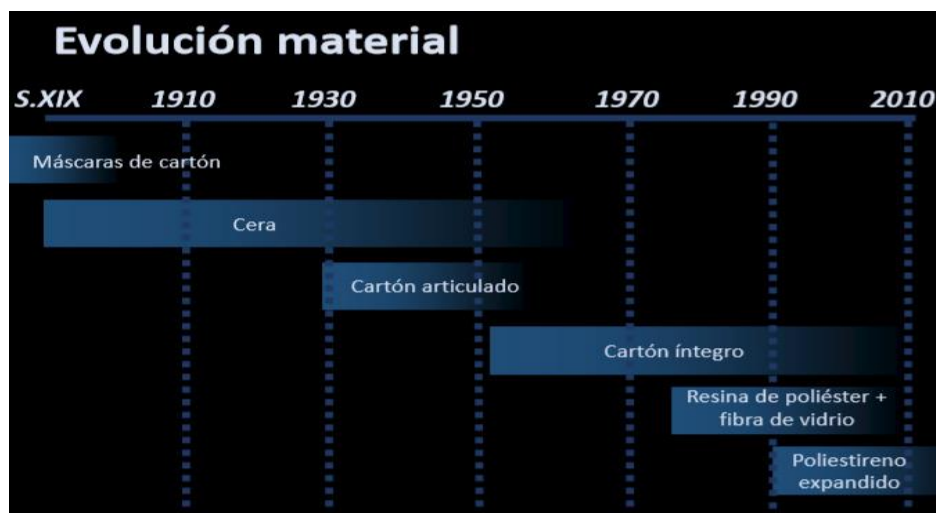 Evolución material
S.XIX 1910 1930 1950 1970 1990 2010
Máscaras de cartón
Cera
Cartón articulado
Cartón íntegro
Resina de poliéster +
fibra de vidrio
Poliestireno
expandido